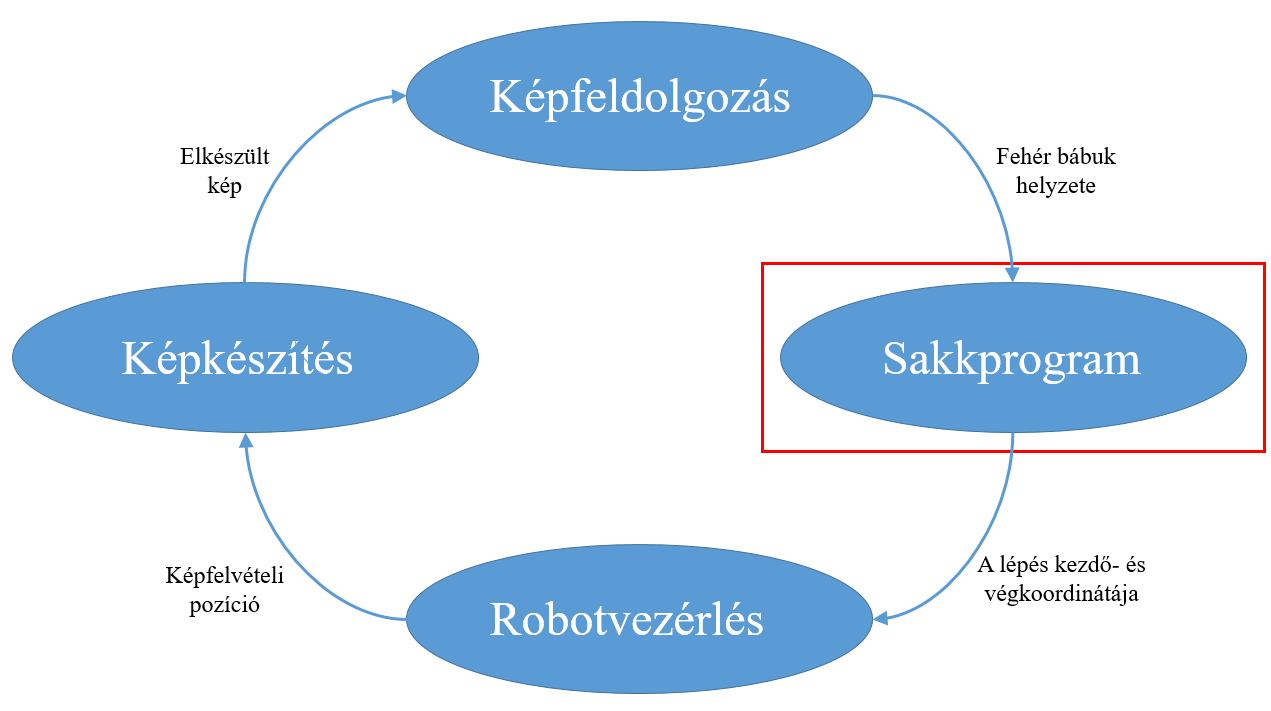 Képfeldolgozás
Elkészült
kép
Fehér bábuk
helyzete
Képkészítés
Sakkprogram
Képfelvételi
pozíció
A lépés kezdő- és
végkoordinátája
Robotvezérlés